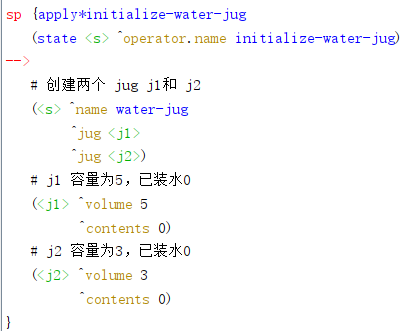 sp {apply*initialize-water-jug
(state <s> ^operator.name initialize-water-jug)
-->
# 创建两个 jug j1和 j2
(<s> ^name water-jug
^jug <j1>
^jug <j2>)
# j1 容量为5，已装水0
(<j1> ^volume 5
^contents 0)
# j2 容量为3，已装水0
(<j2> ^volume 3
^contents 0)
}